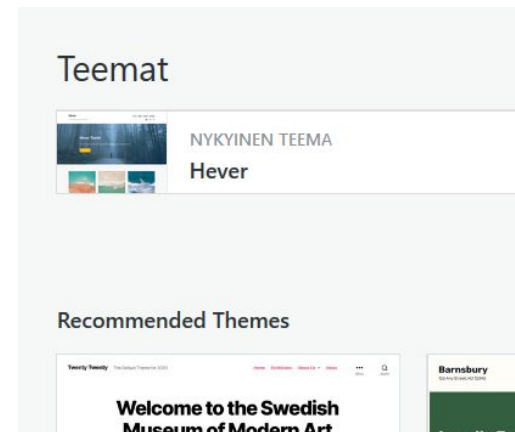 Teemat
NYKYINEN TEEMA
Hever
Recommended Themes
Twenty Twenty
Barnsbury
Welcome to the Swedish
Museum of Modern Art